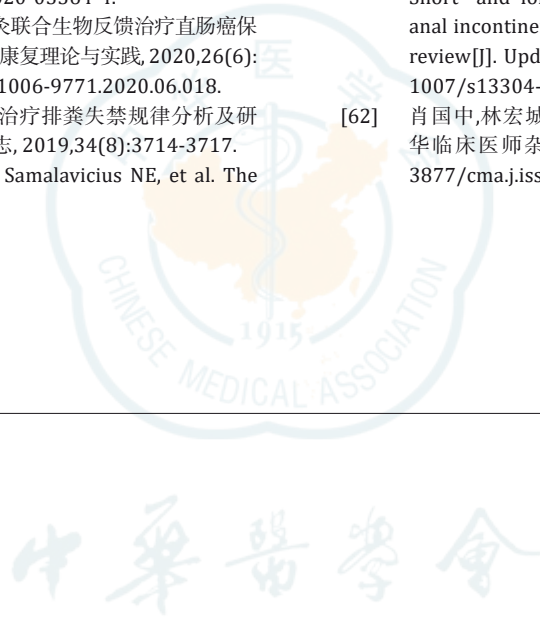 020-05584-4.
灸联合生物反馈治疗直肠癌保
康复理论与实践, 2020,26(6):
1006-9771.2020.06.018.
治疗排粪失禁规律分析及研
志, 2019,34(8):3714-3717.
Samalavicius NE, et al. The
Short- and lon
anal incontine
review[J]. Upd
1007/s13304-
[62] 肖国中,林宏城
华临床医师杂
3877/cma.j.iss
CHINESE MEDICAL ASSOCIATION
1915
中華醫學會